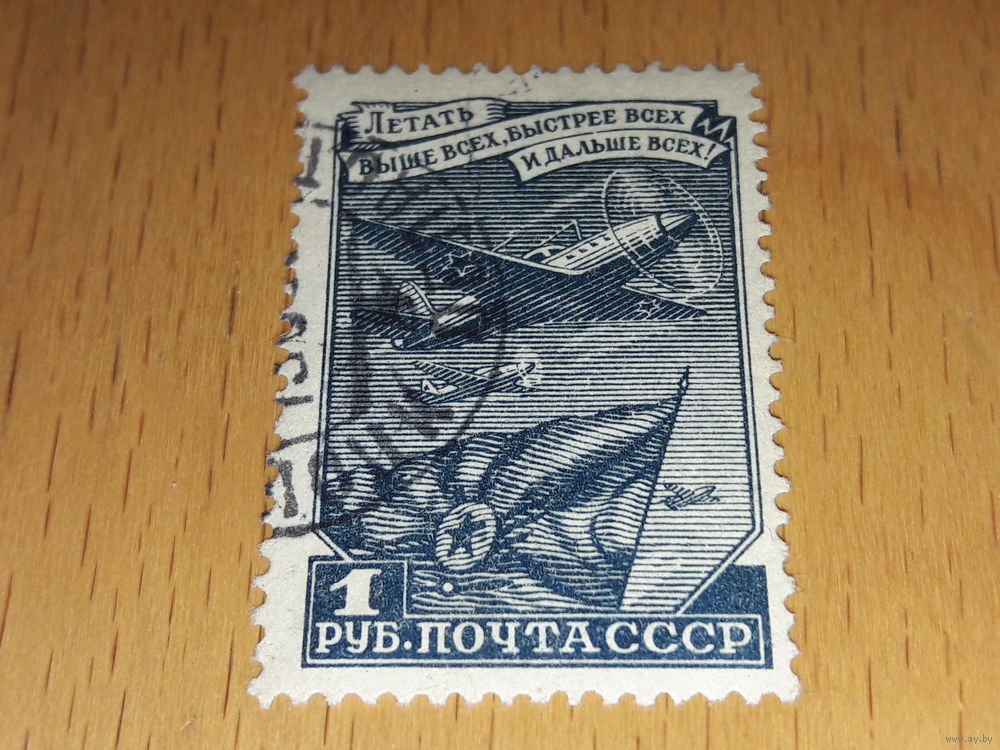 Летать
выше всех, быстрее всех
и дальше всех!
1
РУБ. ПОЧТА СССР
www.ay.by